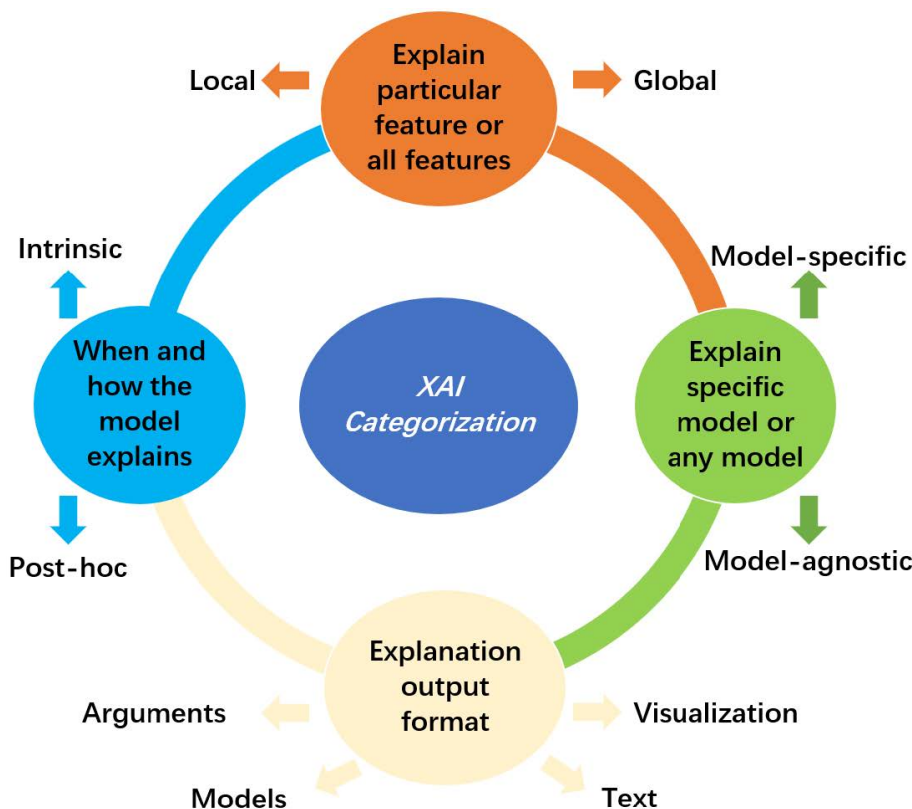 Explain
particular
feature or
all features
Local
Global
Intrinsic
When and
how the
model
explains
Post-hoc
XAI
Categorization
Model-specific
Explain
specific
model or
any model
Model-agnostic
Explanation
output
format
Arguments
Models
Visualization
Text